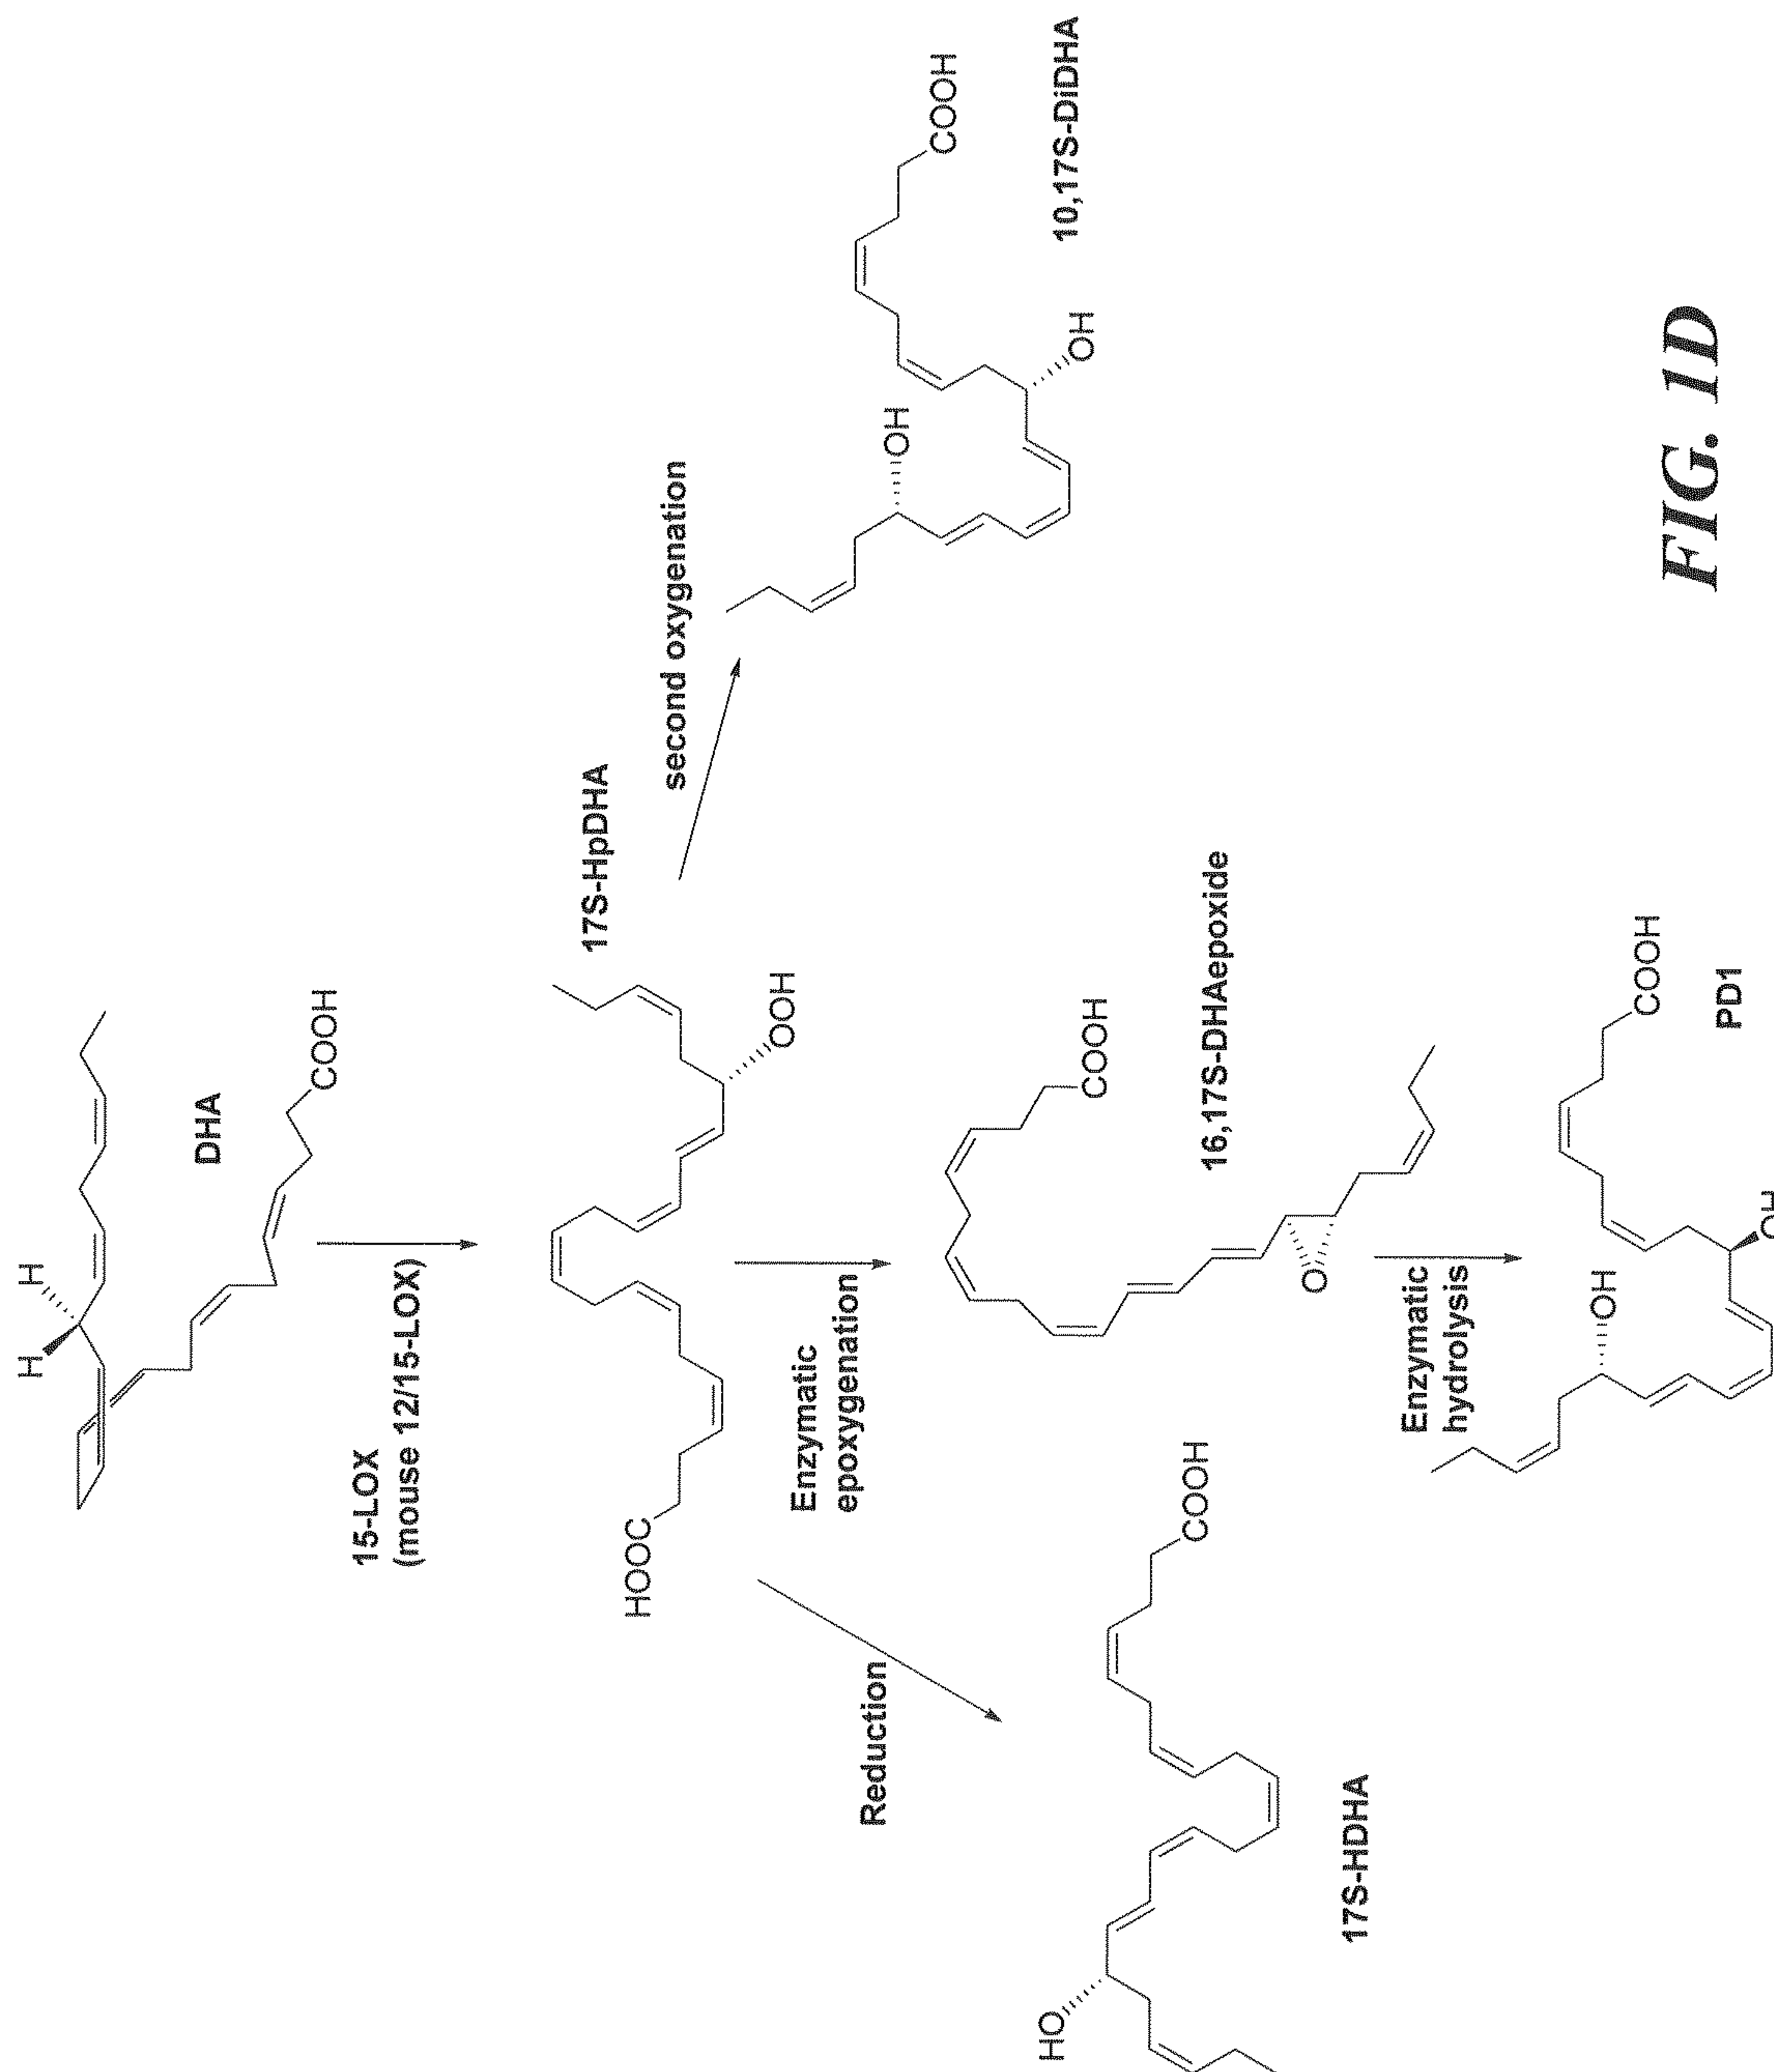 H
H
DHA
COOH
15-LOX
(mouse 12/15-LOX)
17S-HpDHA
HOOC
OOH
second oxygenation
OH
OH
COOH
10,17S-DiDHA
Reduction
Enzymatic
epoxygenation
COOH
O
16,17S-DHAepoxide
HO
COOH
17S-HDHA
Enzymatic
hydrolysis
OH
COOH
OH
PD1
FIG. 1D